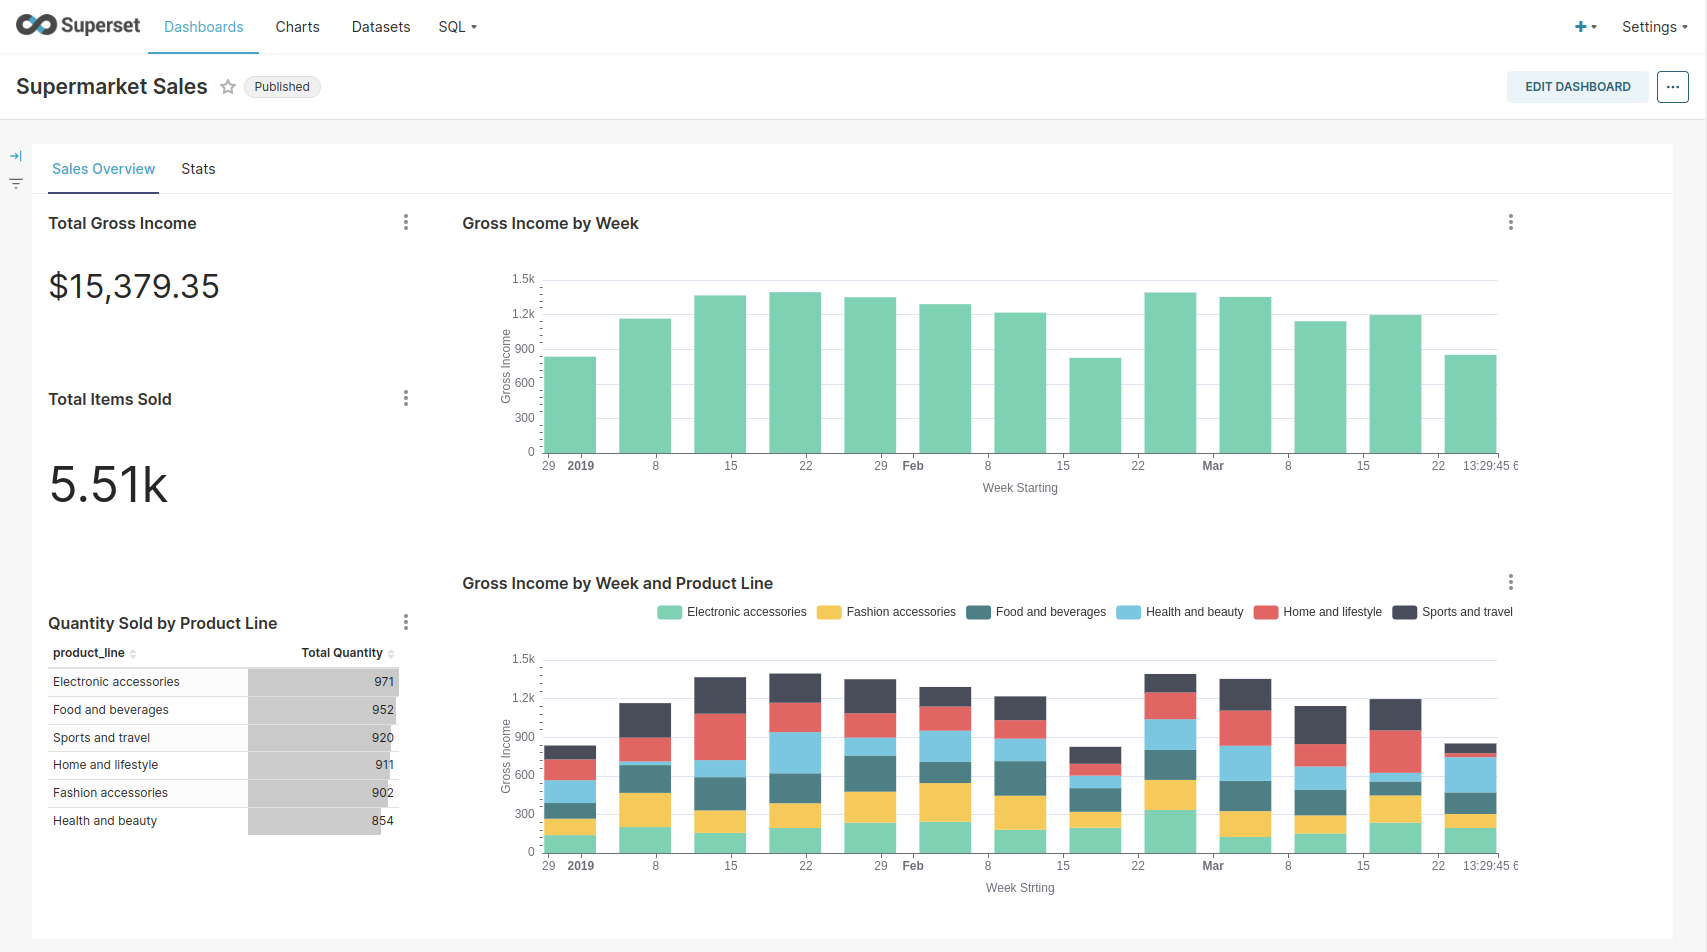 Superset Dashboards Charts Datasets SQL Settings
Supermarket Sales Published EDIT DASHBOARD
Sales Overview Stats
Total Gross Income
$15,379.35
Total Items Sold
5.51k
Quantity Sold by Product Line
product_line Total Quantity
Electronic accessories 971
Food and beverages 952
Sports and travel 920
Home and lifestyle 911
Fashion accessories 902
Health and beauty 854
Gross Income by Week
1.5k
1.2k
900
600
300
0
Gross Income
29 2019 8 15 22 29 Feb 8 15 22 Mar 8 15 22 13:29:45 6
Week Starting
Gross Income by Week and Product Line
Electronic accessories Fashion accessories Food and beverages Health and beauty Home and lifestyle Sports and travel
1.5k
1.2k
900
600
300
0
Gross Income
29 2019 8 15 22 29 Feb 8 15 22 Mar 8 15 22 13:29:45 6
Week Strting